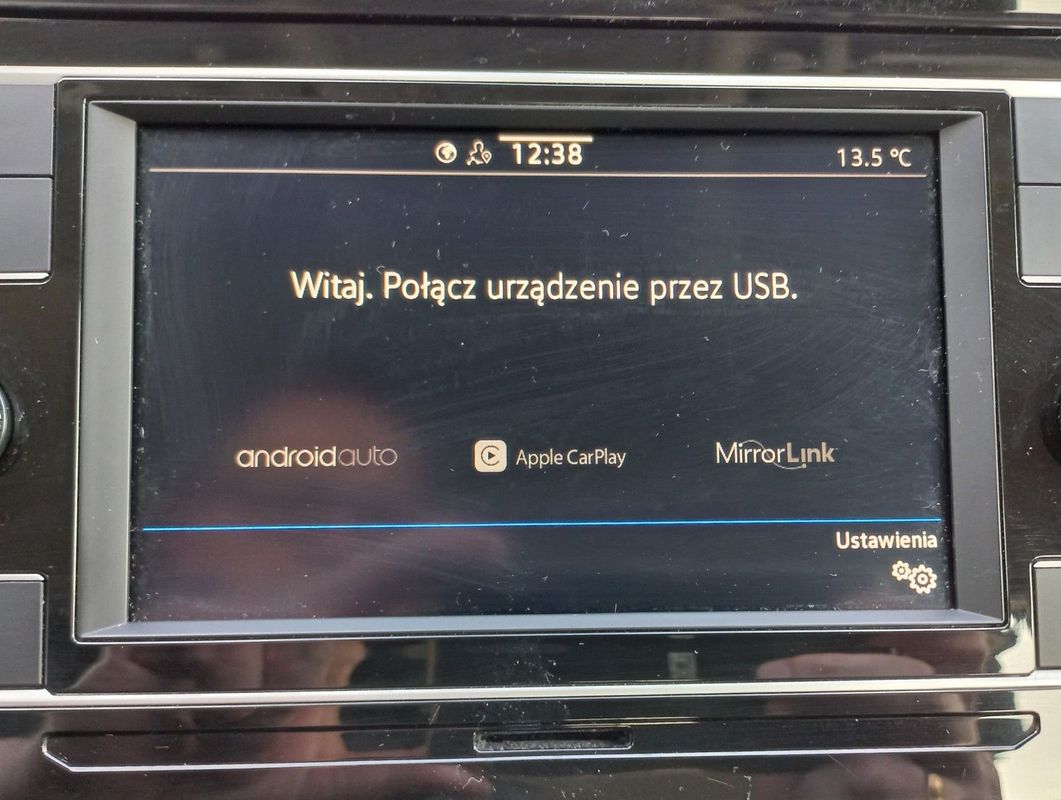 12:38 13.5 °C
Witaj. Połącz urządzenie przez USB.
androidauto Apple CarPlay MirrorLink
Ustawienia